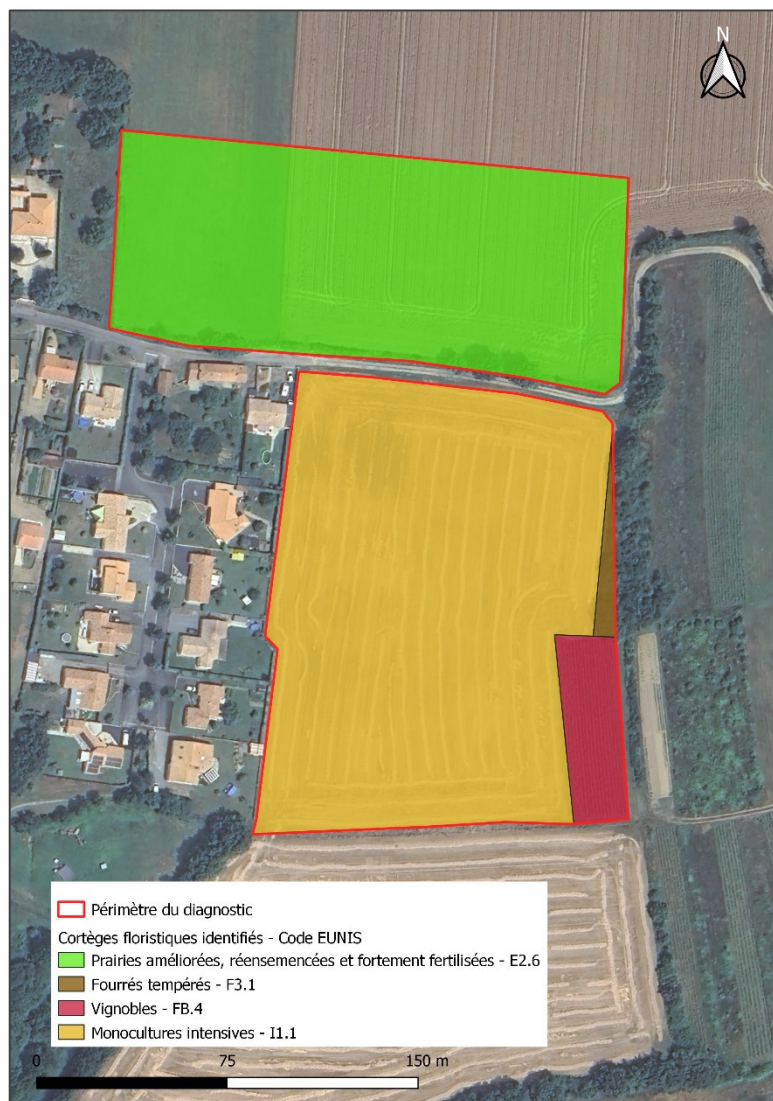 N
Périmètre du diagnostic
Cortèges floristiques identifiés - Code EUNIS
Prairies améliorées, réensemencées et fortement fertilisées - E2.6
Fourrés tempérés - F3.1
Vignobles - FB.4
Monocultures intensives - I1.1
0 75 150 m